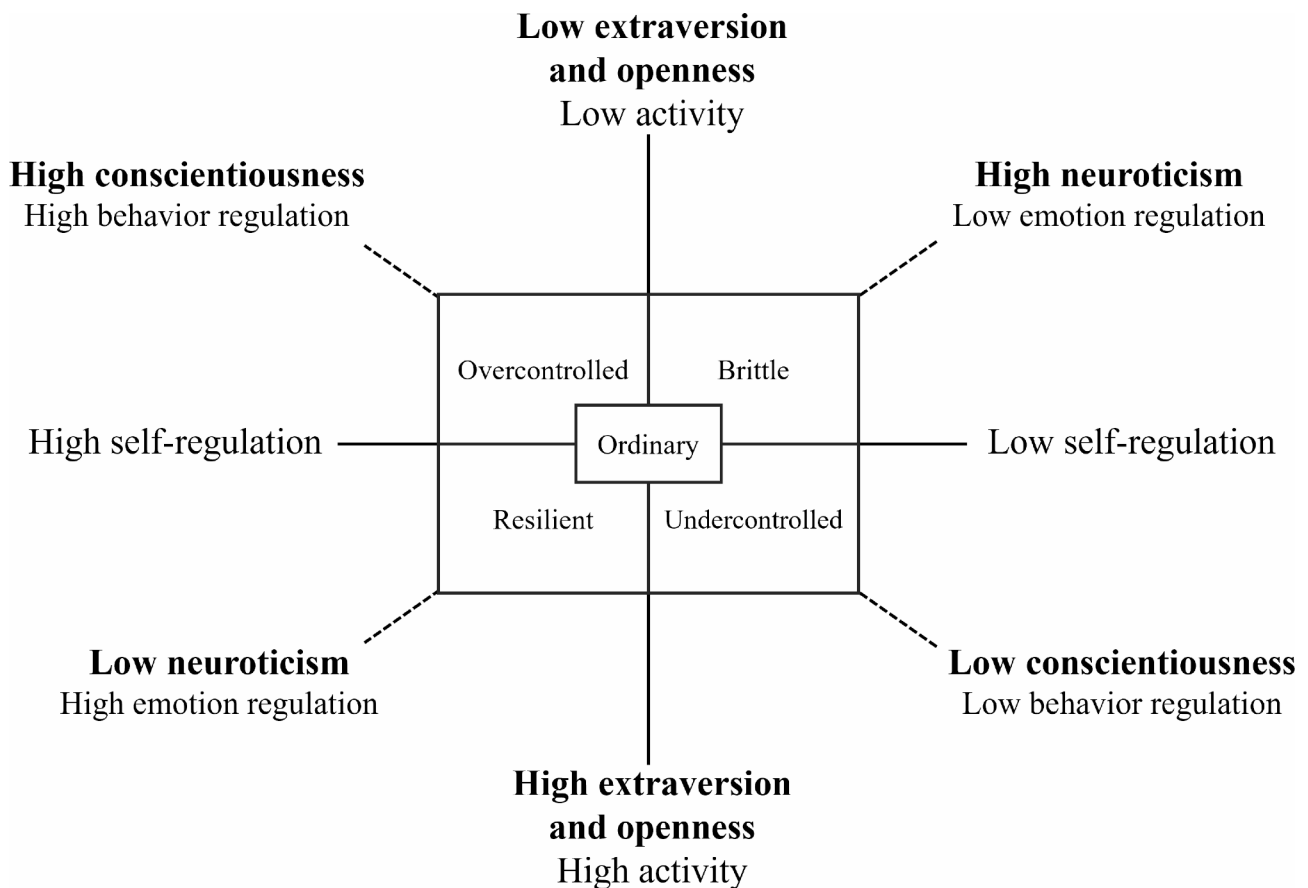 Low extraversion
and openness
Low activity
High conscientiousness
High behavior regulation
High neuroticism
Low emotion regulation
Overcontrolled
Brittle
High self-regulation
Ordinary
Low self-regulation
Resilient
Undercontrolled
Low neuroticism
High emotion regulation
Low conscientiousness
Low behavior regulation
High extraversion
and openness
High activity